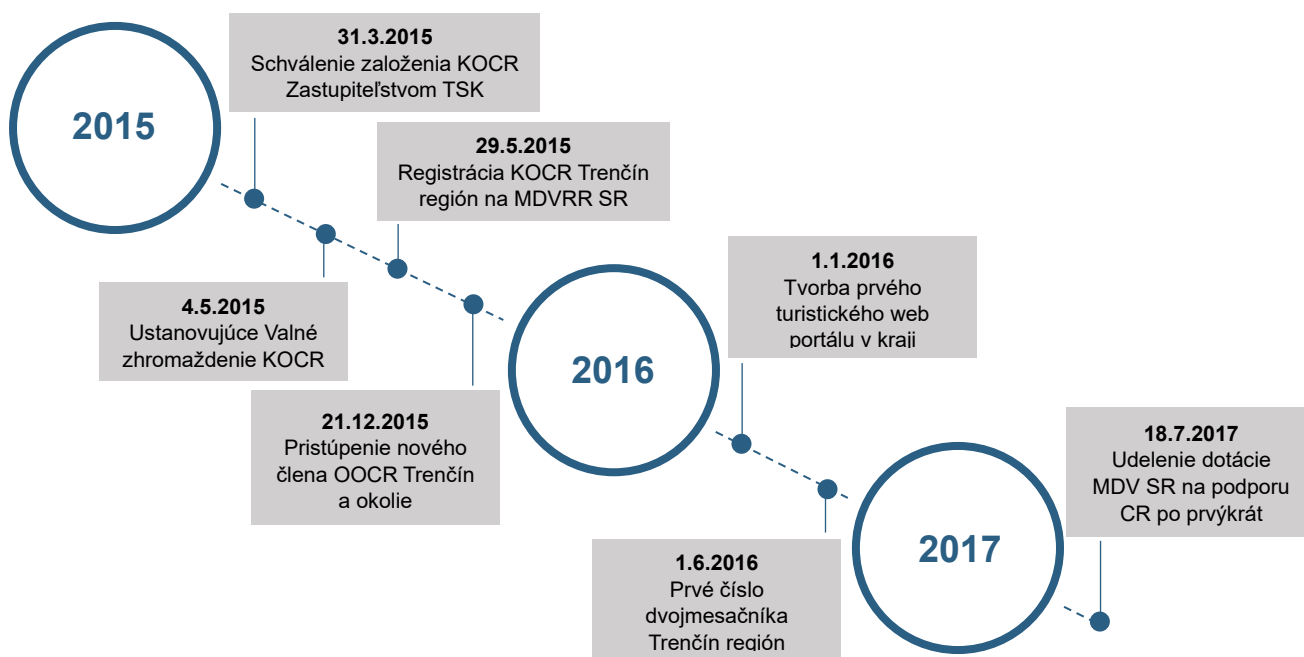 2015
31.3.2015
Schválenie založenia KOCR
Zastupiteľstvom TSK
4.5.2015
Ustanovujúce Valné
zhromaždenie KOCR
29.5.2015
Registrácia KOCR Trenčín
región na MDVRR SR
21.12.2015
Pristúpenie nového
člena OOCR Trenčín
a okolie
2016
1.1.2016
Tvorba prvého
turistického web
portálu v kraji
1.6.2016
Prvé číslo
dvojmesačníka
Trenčín región
2017
18.7.2017
Udelenie dotácie
MDV SR na podporu
CR po prvýkrát